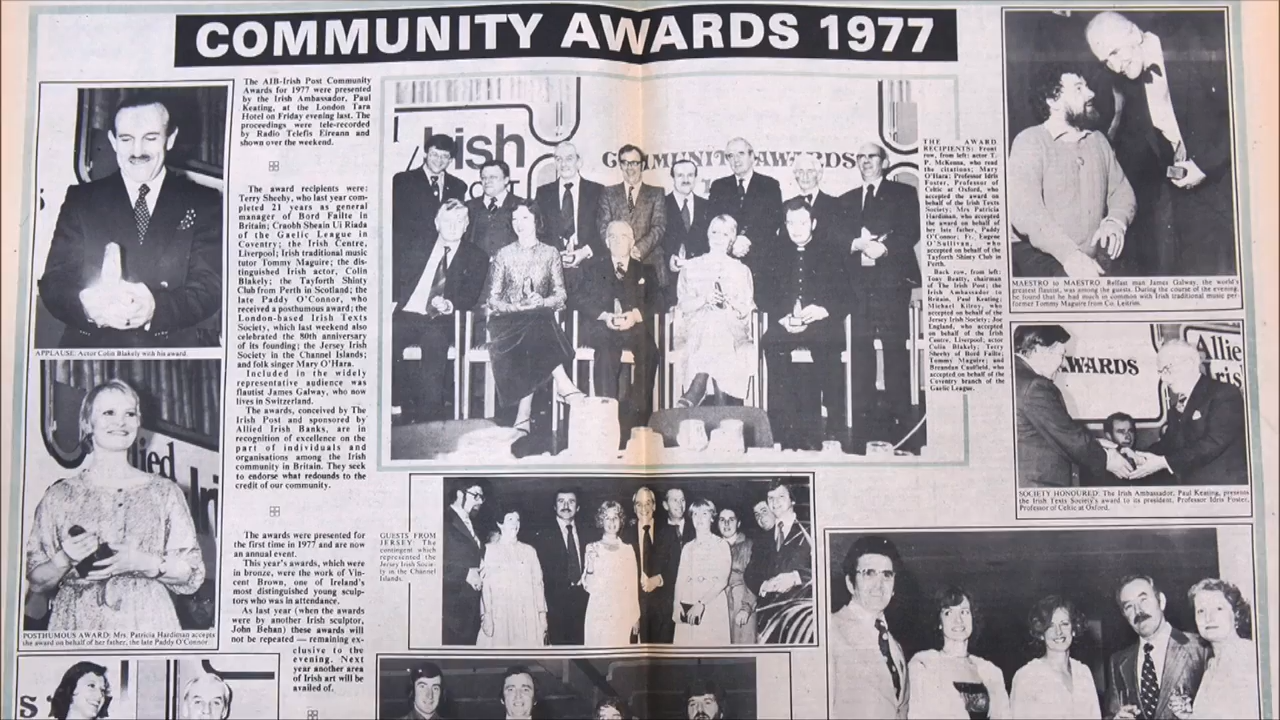 COMMUNITY AWARDS 1977
The AIB-Irish Post Community
Awards for 1977 were presented
by the Irish Ambassador, Paul
Keating, at the London Tara
Hotel on Friday evening last. The
proceedings were tele-recorded
by Radio Telefis Eireann and
shown over the weekend.
The award recipients were:
Terry Sheehy, who last year com-
pleted 21 years as general
manager of Bord Failte in
Britain; Craobh Sheain Ui Riada
of the Gaelic League in
Coventry; the Irish Centre,
Liverpool; Irish traditional music
tutor Tommy Maguire; the dis-
tinguished Irish actor, Colin
Blakely; the Tayforth Shinty
Club from Perth in Scotland; the
late Paddy O'Connor, who
received a posthumous award; the
London-based Irish Texts
Society, which last weekend also
celebrated the 80th anniversary
of its founding; the Jersey Irish
Society in the Channel Islands;
and folk singer Mary O'Hara.
Included in the widely
representative audience was
flautist James Galway, who now
lives in Switzerland.
The awards, conceived by The
Irish Post and sponsored by
Allied Irish Banks, are in
recognition of excellence on the
part of individuals and
organisations among the Irish
community in Britain. They seek
to endorse what redounds to the
credit of our community.
The awards were presented for
the first time in 1977 and are now
an annual event.
This year's awards, which were
in bronze, were the work of Vin-
cent Brown, one of Ireland's
most distinguished young sculp-
tors who was in attendance.
As last year (when the awards
were by another Irish sculptor,
John Behan) these awards will
not be repeated — remaining ex-
clusive to the
evening. Next
year another area
of Irish art will be
availed of.
APPLAUSE: Actor Colin Blakely with his award.
POSTHUMOUS AWARD: Mrs. Patricia Hardiman accepts
the award on behalf of her father, the late Paddy O'Connor
Irish
COMMUNITY AWARDS
THE AWARD
RECIPIENTS: Front
row, from left: actor T.
P. McKenna, who read
the citations; Mary
O'Hara; Professor Idris
Foster, Professor of
Celtic at Oxford, who
accepted the award on
behalf of the Irish Texts
Society; Mrs Patricia
Hardiman, who accepted
the award on behalf of
her late father, Paddy
O'Connor; Fr. Eugene
O'Sullivan, who
accepted on behalf of the
Tayforth Shinty Club in
Perth.
Back row, from left:
Tony Beatty, chairman
of The Irish Post; the
Irish Ambassador to
Britain, Paul Keating;
Michael Kilroy, who
accepted on behalf of the
Jersey Irish Society; Joe
England, who accepted
on behalf of the Irish
Centre, Liverpool; actor
Colin Blakely; Terry
Sheehy of Bord Failte;
Tommy Maguire; and
Brendan Caulfield, who
accepted on behalf of the
Coventry branch of the
Gaelic League.
MAESTRO to MAESTRO: Belfast man James Galway, the world's
greatest flautist, was among the guests. During the course of the evening,
he found that he had much in common with Irish traditional music per-
former Tommy Maguire from Co. Leitrim.
AWARDS
Allie
Iris
SOCIETY HONOURED: The Irish Ambassador, Paul Keating, presents
the Irish Texts Society's award to its president, Professor Idris Foster,
Professor of Celtic at Oxford.
GUESTS FROM
JERSEY: The
contingent which
represented the
Jersey Irish Socie-
ty in the Channel
Islands.